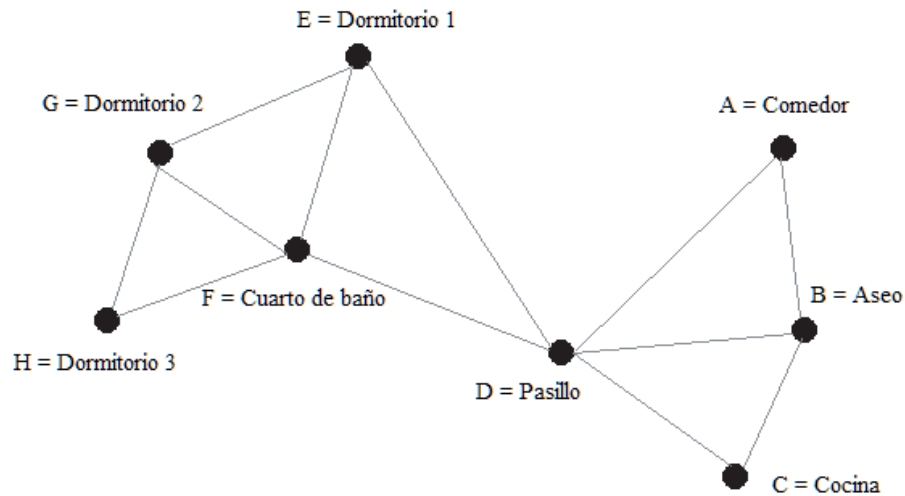 E = Dormitorio 1
G = Dormitorio 2
A = Comedor
F = Cuarto de baño
B = Aseo
H = Dormitorio 3
D = Pasillo
C = Cocina